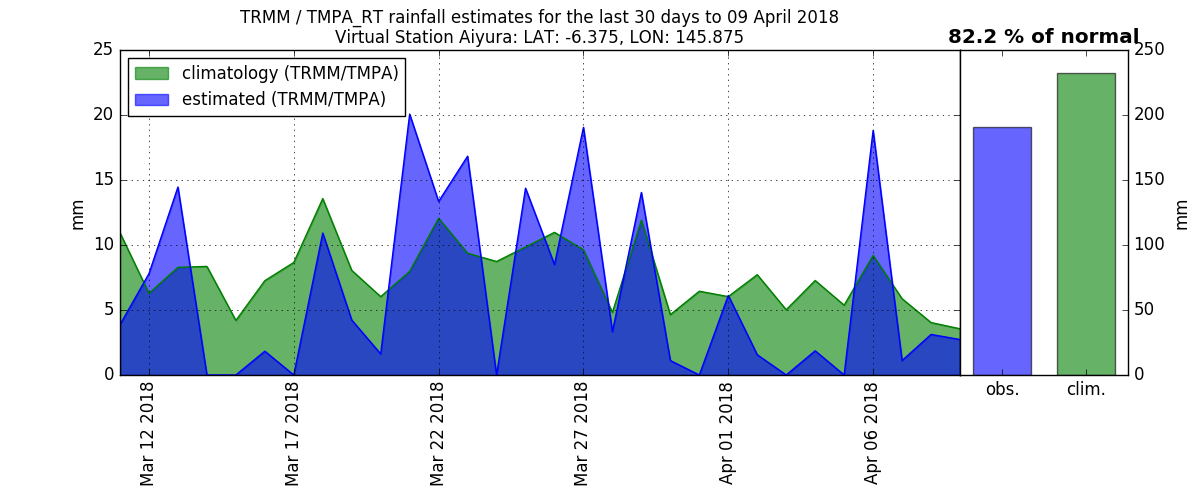 TRMM / TMPA_RT rainfall estimates for the last 30 days to 09 April 2018
Virtual Station Aiyura: LAT: -6.375, LON: 145.875
82.2 % of normal
climatology (TRMM/TMPA)
estimated (TRMM/TMPA)
25
20
15
10
5
0
mm
250
200
150
100
50
0
mm
Mar 12 2018
Mar 17 2018
Mar 22 2018
Mar 27 2018
Apr 01 2018
Apr 06 2018
obs.
clim.